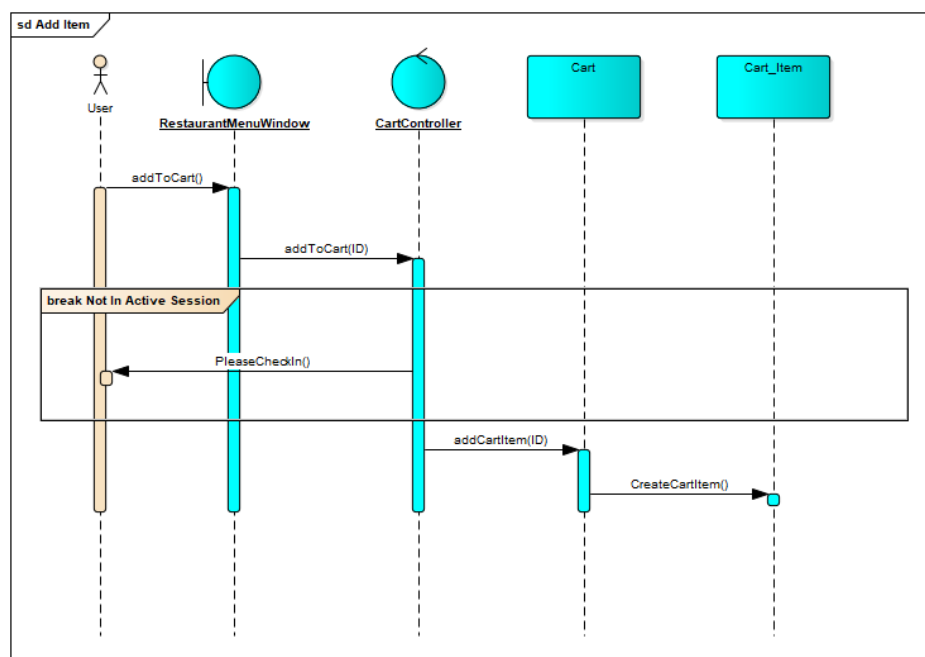 sd Add Item
User
RestaurantMenuWindow
CartController
Cart
Cart_Item
addToCart()
addToCart(ID)
break Not In Active Session
PleaseCheckIn()
addCartItem(ID)
CreateCartItem()